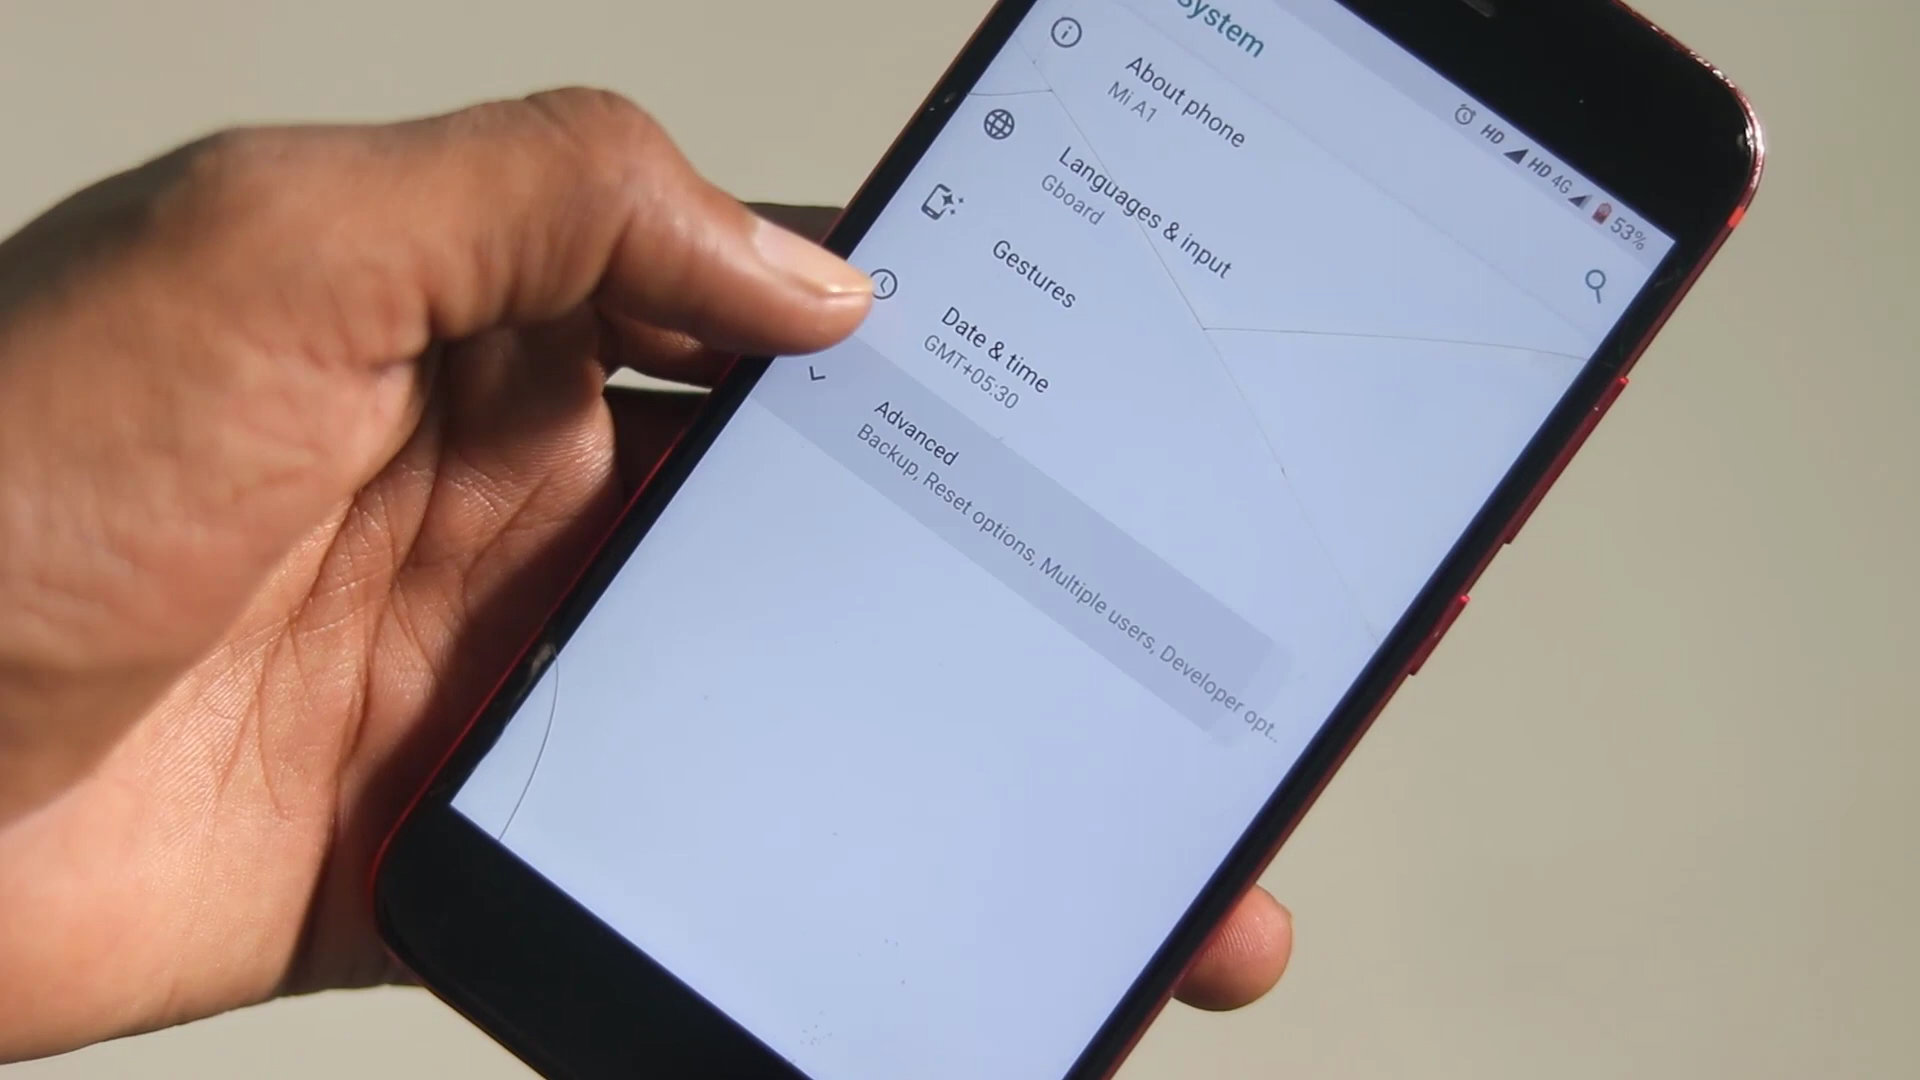 HD HD 4G 53%
System
About phone
Mi A1
Languages & input
Gboard
Gestures
Date & time
GMT+05:30
Advanced
Backup, Reset options, Multiple users, Developer opt..